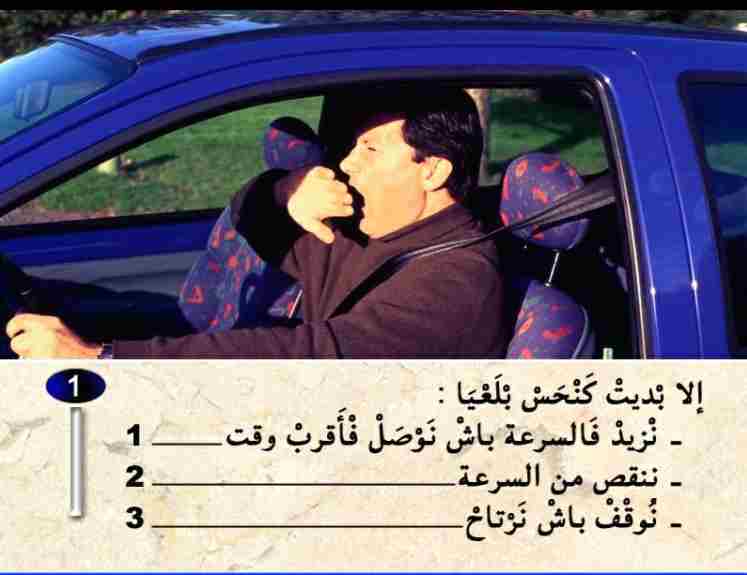 1
إلا بْديتْ كَنْحَسْ بْلَعْيَا :
ـ نْزيدْ فَالسرعة باشْ نَوْصَلْ فْأَقربْ وقت 1
ـ ننقص من السرعة 2
ـ نُوقْفْ باشْ نَرْتاحْ 3